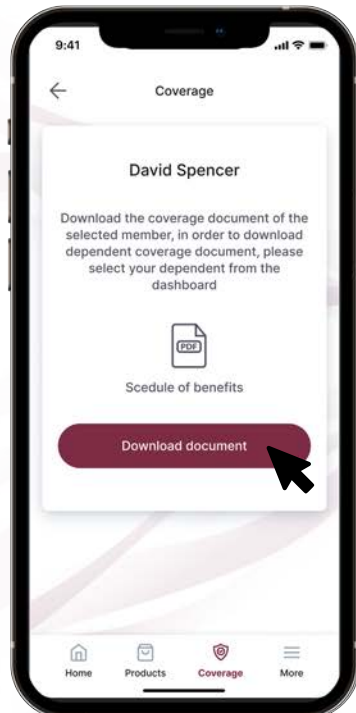 9:41
Coverage
David Spencer
Download the coverage document of the
selected member, in order to download
dependent coverage document, please
select your dependent from the
dashboard
PDF
Scedule of benefits
Download document
Home Products Coverage More